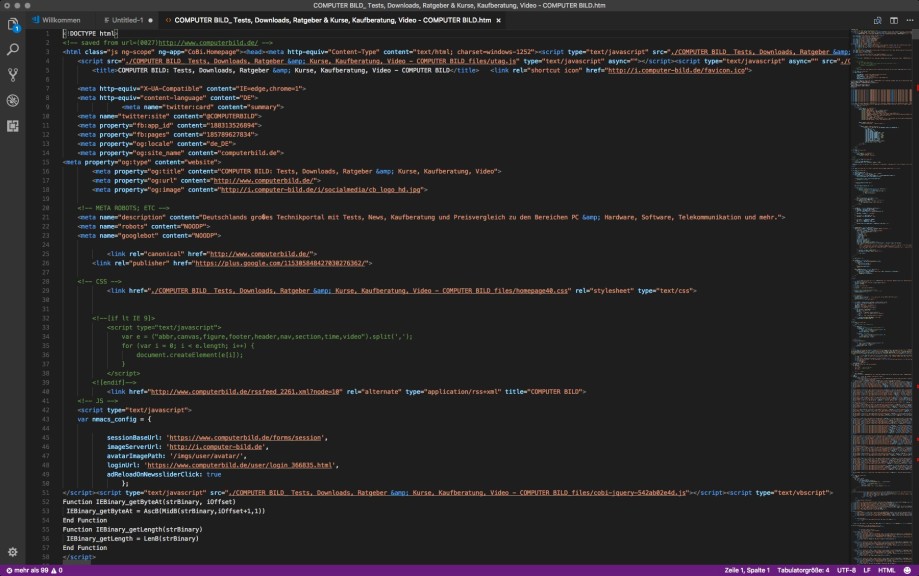 COMPUTER BILD_ Tests, Downloads, Ratgeber & Kurse, Kaufberatung, Video - COMPUTER BILD.htm
Willkommen Untitled-1 COMPUTER BILD_ Tests, Downloads, Ratgeber & Kurse, Kaufberatung, Video - COMPUTER BILD.htm
1 <!DOCTYPE html>
2 <!-- saved from url=(0027)http://www.computerbild.de/ -->
3 <html class="js ng-scope" ng-app="CoBi.Homepage"><head><meta http-equiv="Content-Type" content="text/html; charset=windows-1252"><script type="text/javascript" src="./COMPUTER BILD_ Tests, Downloads, Ratgeber &amp;
4 <script src="./COMPUTER BILD_ Tests, Downloads, Ratgeber &amp; Kurse, Kaufberatung, Video - COMPUTER BILD_files/utag.js" type="text/javascript" async=""></script><script type="text/javascript" async="" src="./
5 <title>COMPUTER BILD: Tests, Downloads, Ratgeber &amp; Kurse, Kaufberatung, Video - COMPUTER BILD</title> <link rel="shortcut icon" href="http://i.computer-bild.de/favicon.ico">
6
7 <meta http-equiv="X-UA-Compatible" content="IE=edge,chrome=1">
8 <meta http-equiv="content-language" content="DE">
9 <meta name="twitter:card" content="summary">
10 <meta name="twitter:site" content="@COMPUTERBILD">
11 <meta property="fb:app_id" content="180313526094">
12 <meta property="fb:pages" content="185789627834">
13 <meta property="og:locale" content="de_DE">
14 <meta property="og:site_name" content="computerbild.de">
15 <meta property="og:type" content="website">
16 <meta property="og:title" content="COMPUTER BILD: Tests, Downloads, Ratgeber &amp; Kurse, Kaufberatung, Video">
17 <meta property="og:url" content="http://www.computerbild.de/">
18 <meta property="og:image" content="http://i.computer-bild.de/i/socialmedia/cb_logo_hd.jpg">
19
20 <!-- META ROBOTS; ETC -->
21 <meta name="description" content="Deutschlands gro�es Technikportal mit Tests, News, Kaufberatung und Preisvergleich zu den Bereichen PC &amp; Hardware, Software, Telekommunikation und mehr.">
22 <meta name="robots" content="NOODP">
23 <meta name="googlebot" content="NOODP">
24
25 <link rel="canonical" href="http://www.computerbild.de/">
26 <link rel="publisher" href="https://plus.google.com/115305848427030276362/">
27
28 <!-- CSS -->
29 <link href="./COMPUTER BILD_ Tests, Downloads, Ratgeber &amp; Kurse, Kaufberatung, Video - COMPUTER BILD_files/homepage40.css" rel="stylesheet" type="text/css">
30
31
32 <!--[if lt IE 9]>
33 <script type="text/javascript">
34 var e = ("abbr,canvas,figure,footer,header,nav,section,time,video").split(',');
35 for (var i = 0; i < e.length; i++) {
36 document.createElement(e[i]);
37 }
38 </script>
39 <![endif]-->
40 <link href="http://www.computerbild.de/rssfeed_2261.xml?node=10" rel="alternate" type="application/rss+xml" title="COMPUTER BILD">
41 <!-- JS -->
42 <script type="text/javascript">
43 var nmacs_config = {
44
45 sessionBaseUrl: 'https://www.computerbild.de/forms/session',
46 imageServerUrl: 'http://i.computer-bild.de',
47 avatarImagePath: '/imgs/user/avatar/',
48 loginUrl: 'https://www.computerbild.de/user/login_366835.html',
49 adReloadOnNewssliderClick: true
50 };
51 </script><script type="text/javascript" src="./COMPUTER BILD_ Tests, Downloads, Ratgeber &amp; Kurse, Kaufberatung, Video - COMPUTER BILD_files/cobi-jquery-542ab02e4d.js"></script><script type="text/vbscript">
52 Function IEBinary_getByteAt(strBinary, iOffset)
53 IEBinary_getByteAt = AscB(MidB(strBinary,iOffset+1,1))
54 End Function
55 Function IEBinary_getLength(strBinary)
56 IEBinary_getLength = LenB(strBinary)
57 End Function
58 </script>
mehr als 99 0 Zeile 1, Spalte 1 Tabulatorgröße: 4 UTF-8 LF HTML